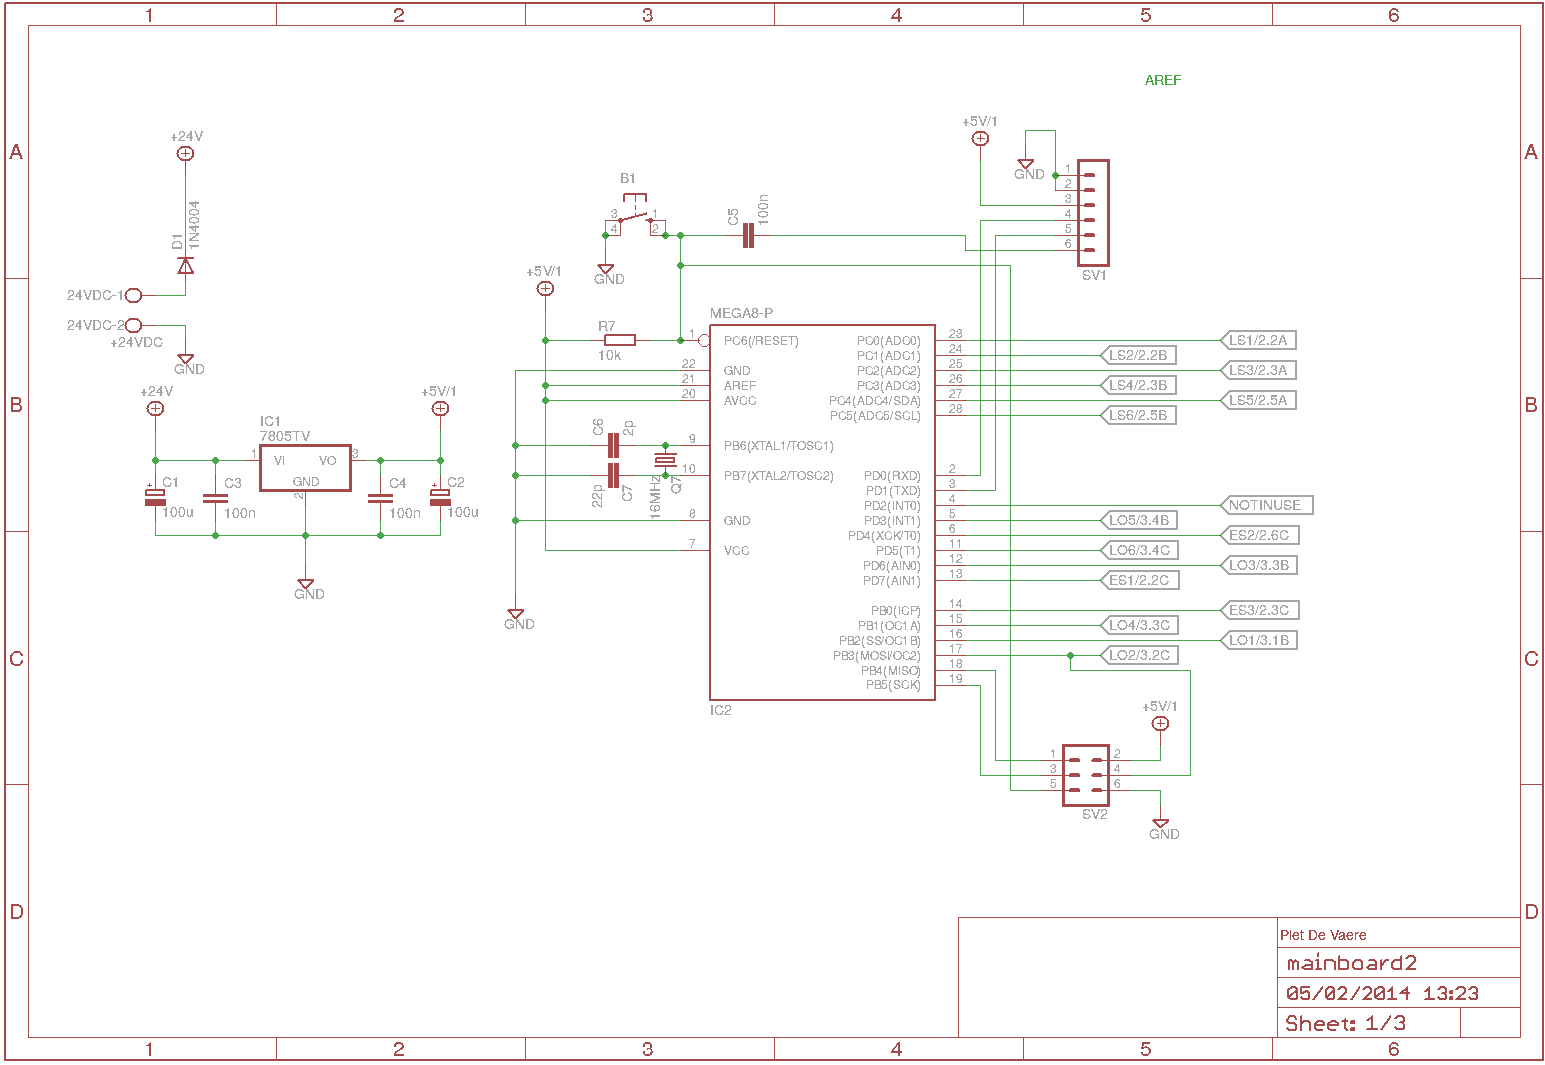 1 2 3 4 5 6
AREF
A A
+24V
+5V/1
GND
B1
3 1
4 2
C5
100n
1
2
3
4
5
6
SV1
D1
1N4004
24VDC-1
24VDC-2
+24VDC
GND
GND
+5V/1
R7
10k
MEGA8-P
1 PC6(/RESET)
22 GND
21 AREF
20 AVCC
9 PB6(XTAL1/TOSC1)
10 PB7(XTAL2/TOSC2)
8 GND
7 VCC
PC0(ADC0) 23 LS1/2.2A
PC1(ADC1) 24 LS2/2.2B
PC2(ADC2) 25 LS3/2.3A
PC3(ADC3) 26 LS4/2.3B
PC4(ADC4/SDA) 27 LS5/2.5A
PC5(ADC5/SCL) 28 LS6/2.5B
PD0(RXD) 2
PD1(TXD) 3
PD2(INT0) 4 NOTINUSE
PD3(INT1) 5 LO5/3.4B
PD4(XCK/T0) 6 ES2/2.6C
PD5(T1) 11 LO6/3.4C
PD6(AIN0) 12 LO3/3.3B
PD7(AIN1) 13 ES1/2.2C
PB0(ICP) 14 ES3/2.3C
PB1(OC1A) 15 LO4/3.3C
PB2(SS/OC1B) 16 LO1/3.1B
PB3(MOSI/OC2) 17 LO2/3.2C
PB4(MISO) 18
PB5(SCK) 19
IC2
C6
2p
22p
C7
16MHz
Q7
GND
B B
+24V
+5V/1
IC1
7805TV
1 VI VO 3
GND
2
+ C1
100u
C3
100n
C4
100n
+ C2
100u
GND
C C
+5V/1
1 2
3 4
5 6
SV2
GND
D D
Piet De Vaere
mainboard2
05/02/2014 13:23
Sheet: 1/3
1 2 3 4 5 6